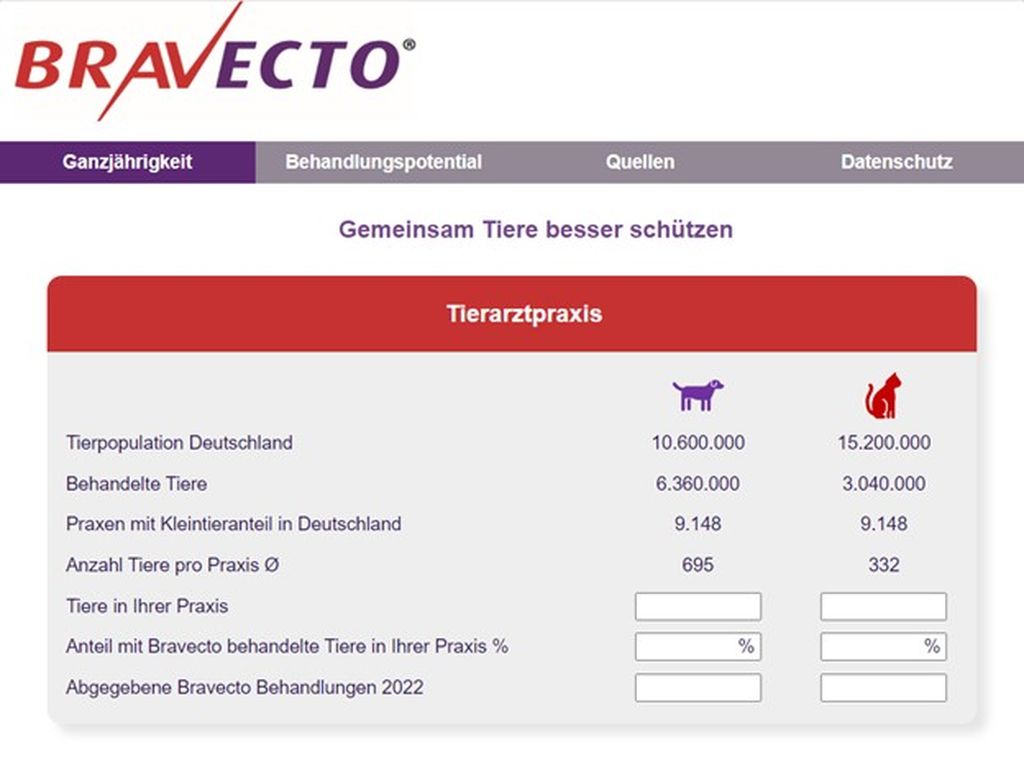 BRAVECTO®
Ganzjährigkeit Behandlungspotential Quellen Datenschutz
Gemeinsam Tiere besser schützen
Tierarztpraxis
Tierpopulation Deutschland 10.600.000 15.200.000
Behandelte Tiere 6.360.000 3.040.000
Praxen mit Kleintieranteil in Deutschland 9.148 9.148
Anzahl Tiere pro Praxis Ø 695 332
Tiere in Ihrer Praxis
Anteil mit Bravecto behandelte Tiere in Ihrer Praxis % % %
Abgegebene Bravecto Behandlungen 2022